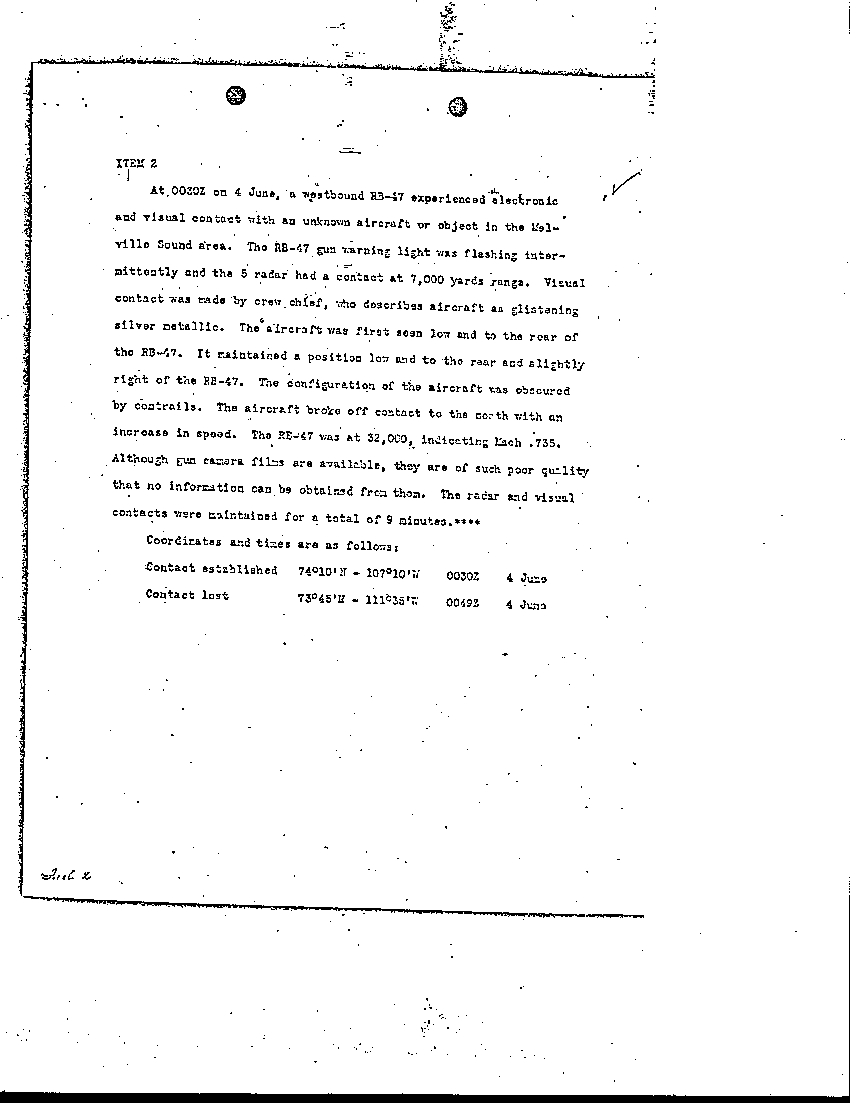 ITEM 2
At 0030Z on 4 June, a westbound RB-47 experienced electronic
and visual contact with an unknown aircraft or object in the Mel-
ville Sound area. The RB-47 gun warning light was flashing inter-
mittently and the 5 radar had a contact at 7,000 yards range. Visual
contact was made by crew chief, who describes aircraft as glistening
silver metallic. The aircraft was first seen low and to the rear of
the RB-47. It maintained a position low and to the rear and slightly
right of the RB-47. The configuration of the aircraft was obscured
by contrails. The aircraft broke off contact to the north with an
increase in speed. The RB-47 was at 32,000, indicating Mach .735.
Although gun camera films are available, they are of such poor quality
that no information can be obtained from them. The radar and visual
contacts were maintained for a total of 9 minutes.****
Coordinates and times are as follows:
Contact established 74°10'N - 107°10'W 0030Z 4 June
Contact lost 73°45'N - 111°35'W 0049Z 4 June